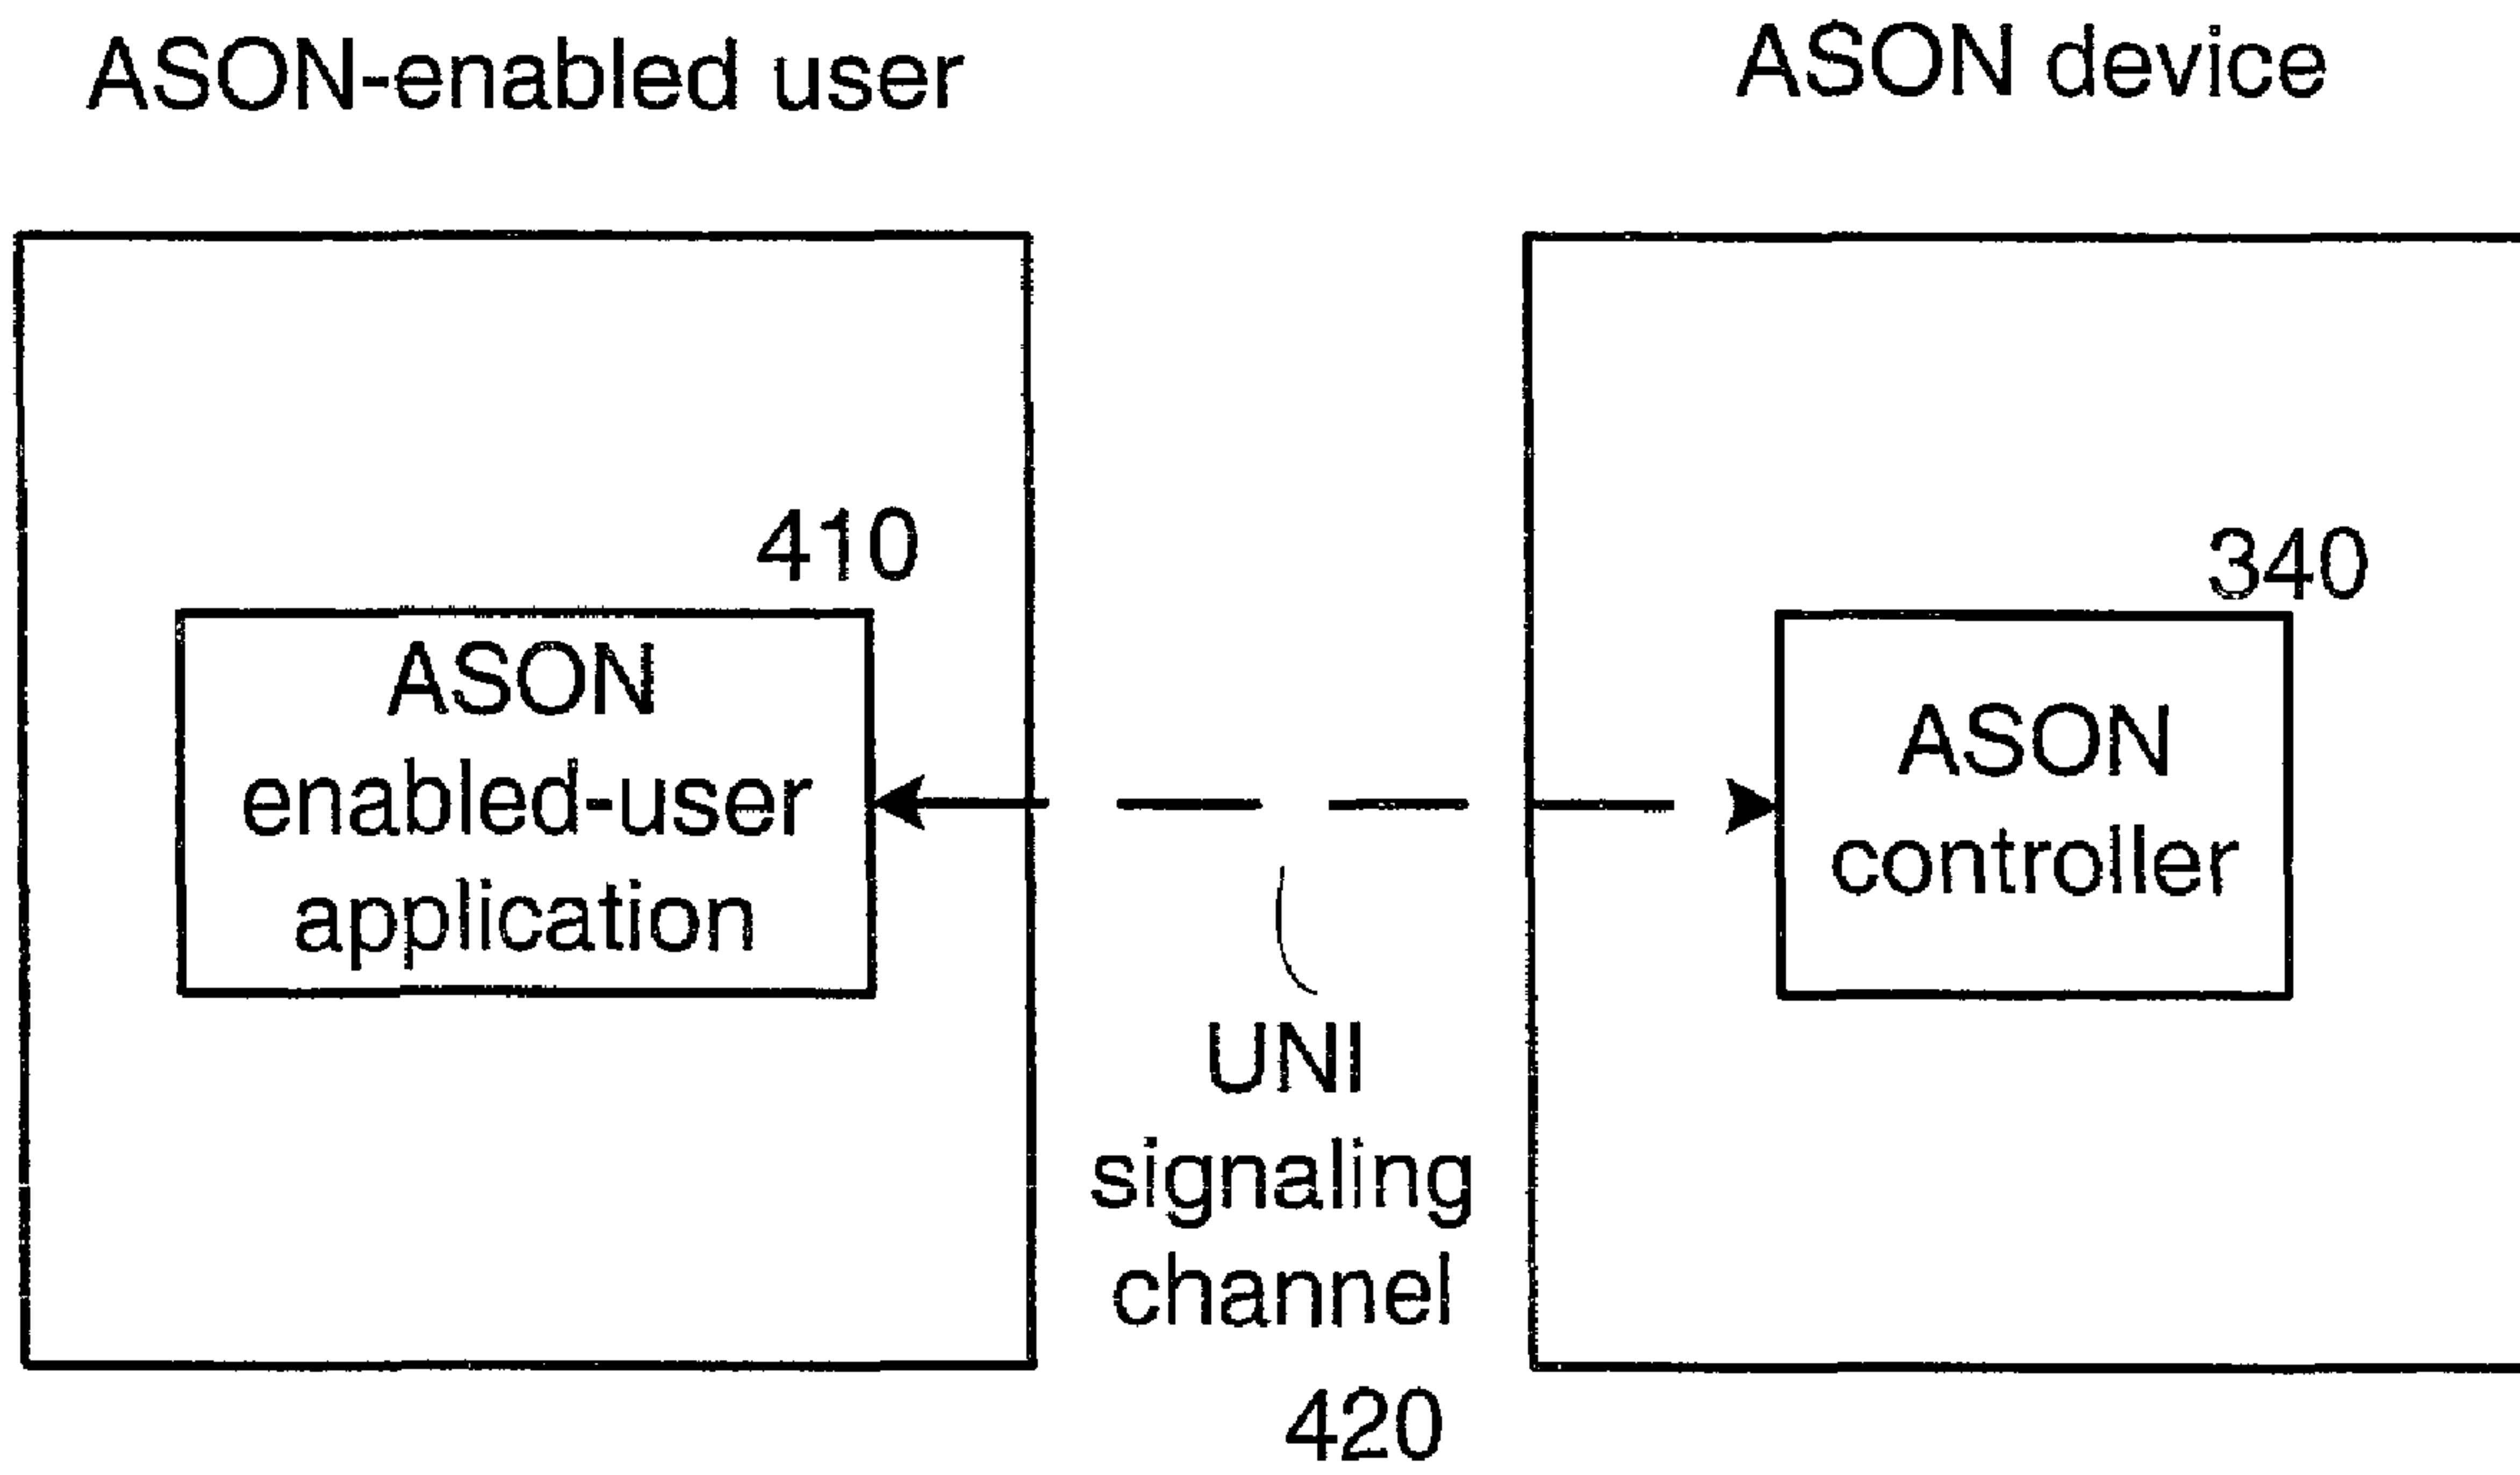 ASON-enabled user
ASON device
410
ASON
enabled-user
application
340
ASON
controller
UNI
signaling
channel
420